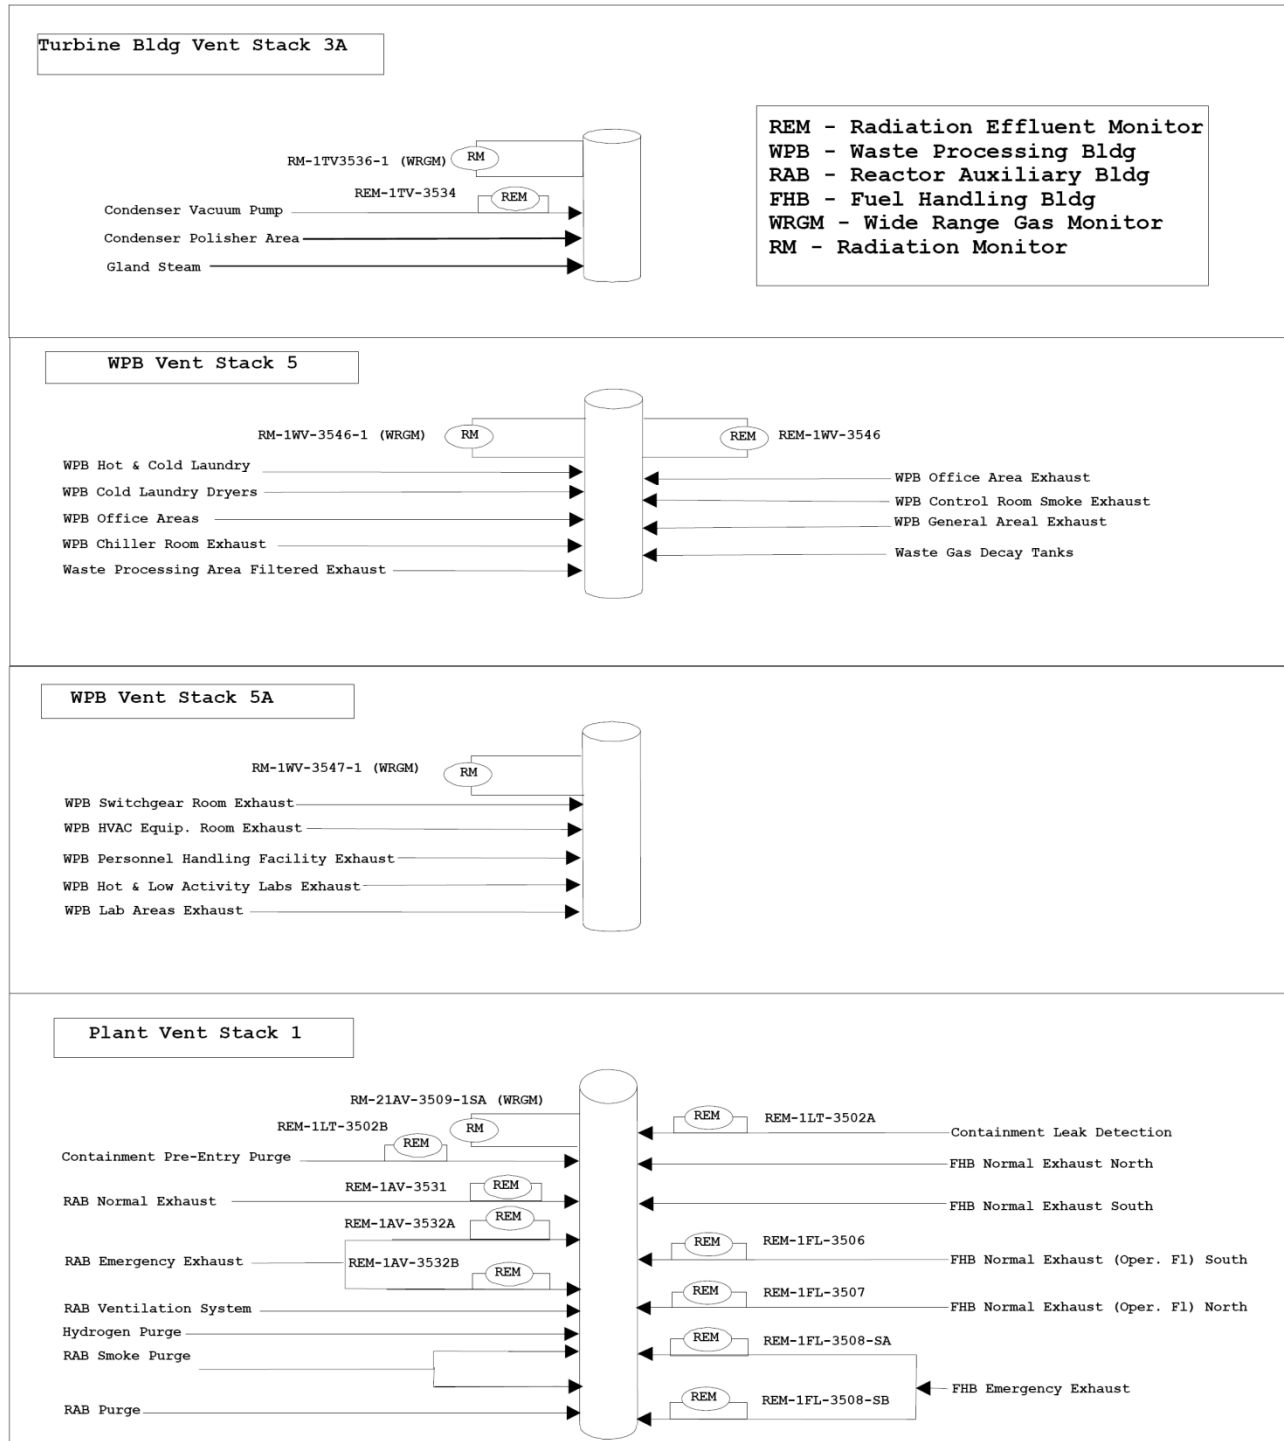 Turbine Bldg Vent Stack 3A
REM - Radiation Effluent Monitor
WPB - Waste Processing Bldg
RAB - Reactor Auxiliary Bldg
FHB - Fuel Handling Bldg
WRGM - Wide Range Gas Monitor
RM - Radiation Monitor
RM-1TV3536-1 (WRGM)
RM
REM-1TV-3534
REM
Condenser Vacuum Pump
Condenser Polisher Area
Gland Steam
WPB Vent Stack 5
RM-1WV-3546-1 (WRGM)
RM
REM
REM-1WV-3546
WPB Hot & Cold Laundry
WPB Cold Laundry Dryers
WPB Office Areas
WPB Chiller Room Exhaust
Waste Processing Area Filtered Exhaust
WPB Office Area Exhaust
WPB Control Room Smoke Exhaust
WPB General Areal Exhaust
Waste Gas Decay Tanks
WPB Vent Stack 5A
RM-1WV-3547-1 (WRGM)
RM
WPB Switchgear Room Exhaust
WPB HVAC Equip. Room Exhaust
WPB Personnel Handling Facility Exhaust
WPB Hot & Low Activity Labs Exhaust
WPB Lab Areas Exhaust
Plant Vent Stack 1
RM-21AV-3509-1SA (WRGM)
RM
REM-1LT-3502B
REM
Containment Pre-Entry Purge
REM-1AV-3531
REM
RAB Normal Exhaust
REM-1AV-3532A
REM
RAB Emergency Exhaust
REM-1AV-3532B
REM
RAB Ventilation System
Hydrogen Purge
RAB Smoke Purge
RAB Purge
REM
REM-1LT-3502A
Containment Leak Detection
FHB Normal Exhaust North
FHB Normal Exhaust South
REM
REM-1FL-3506
FHB Normal Exhaust (Oper. Fl) South
REM
REM-1FL-3507
FHB Normal Exhaust (Oper. Fl) North
REM
REM-1FL-3508-SA
FHB Emergency Exhaust
REM
REM-1FL-3508-SB